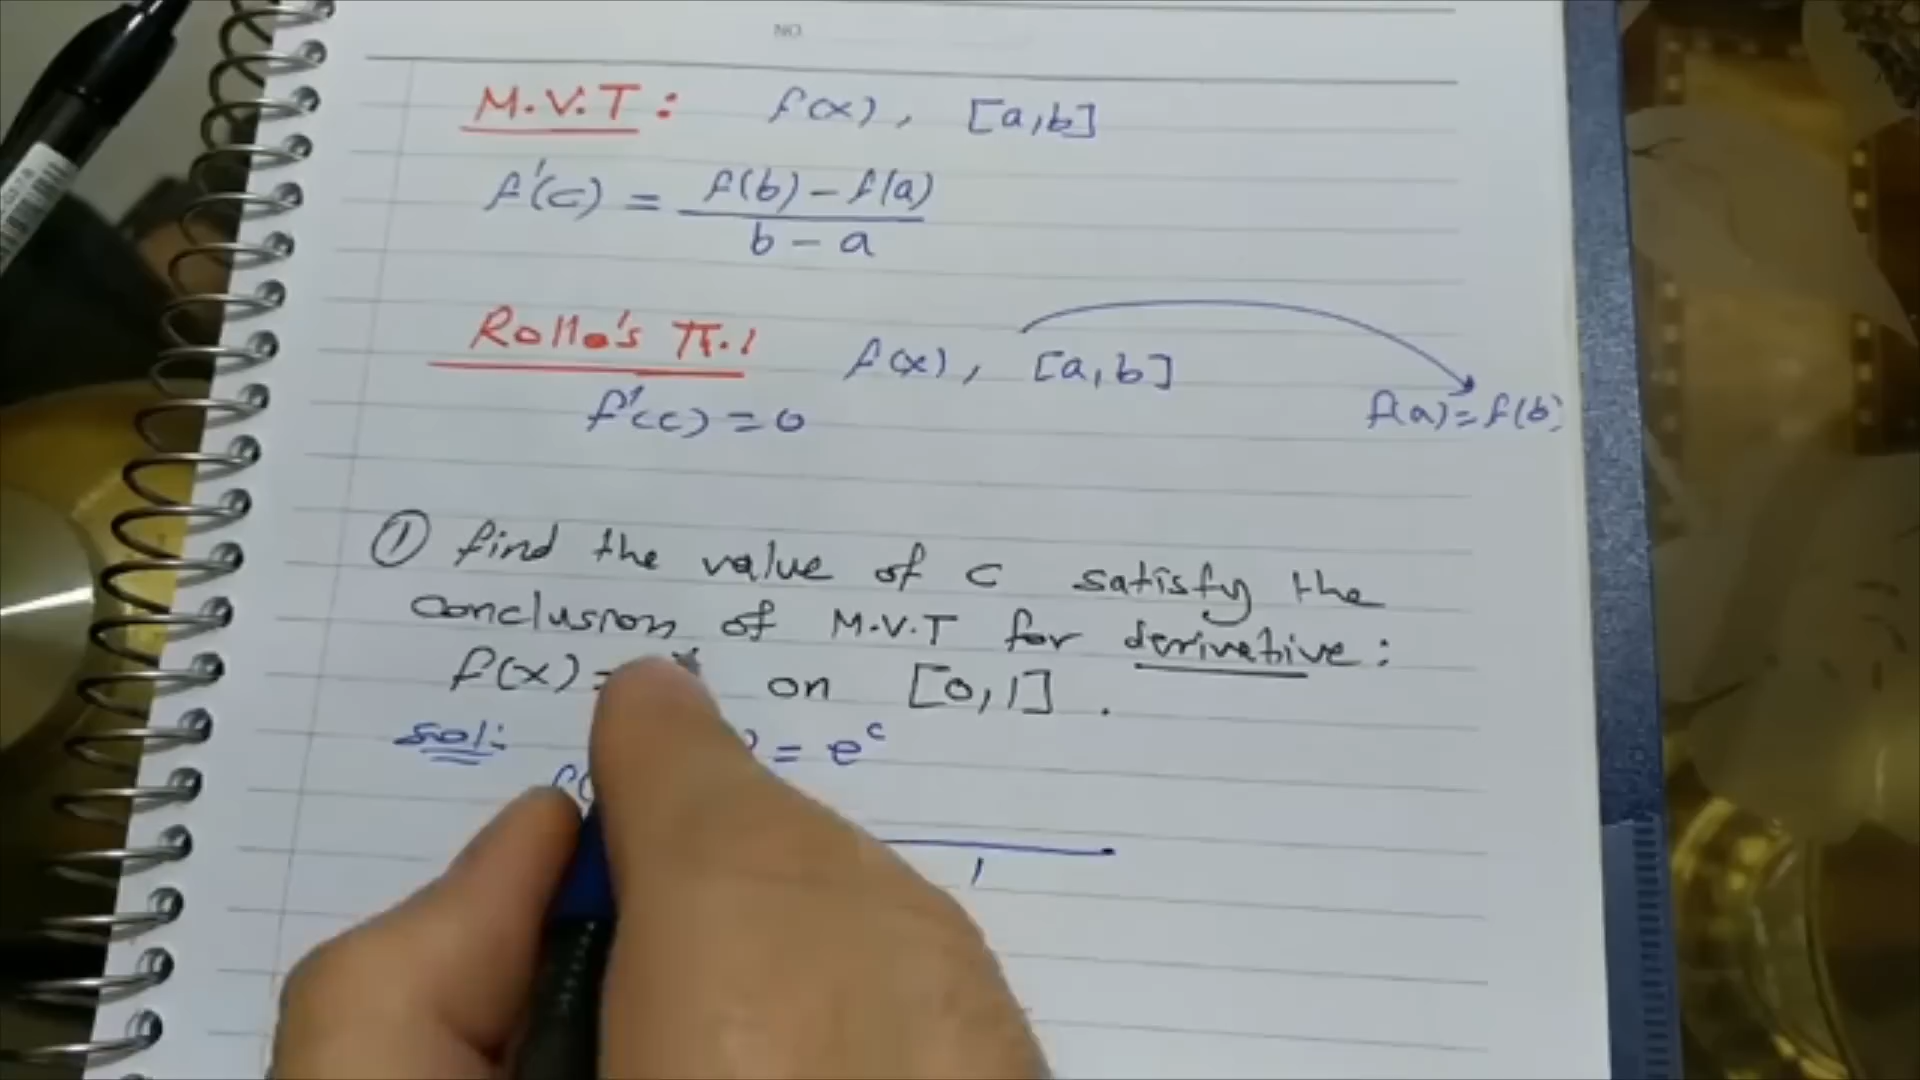 NO
M.V.T: f(x), [a,b]
f'(c) = f(b) - f(a)
b - a
Rolle's Th.: f(x), [a,b]
f'(c) = 0
f(a) = f(b)
① find the value of c satisfy the
conclusion of M.V.T for derivative:
f(x) = on [0,1].
Sol: = e^c
1